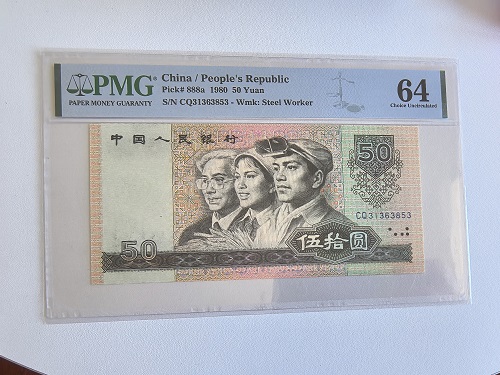 PMG
PAPER MONEY GUARANTY
China / People's Republic
Pick# 888a 1980 50 Yuan
S/N CQ31363853 - Wmk: Steel Worker
64
Choice Uncirculated
中国人民银行
50
CQ31363853
50
伍拾圆